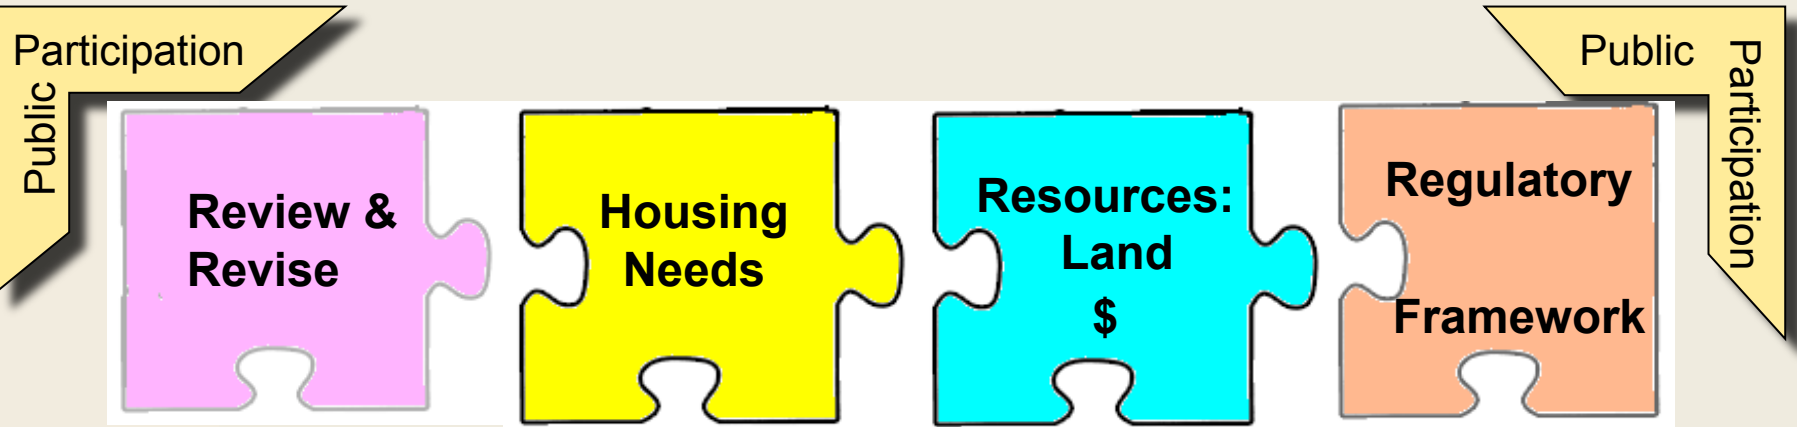 Public
Participation
Public
Participation
Review &
Revise
Housing
Needs
Resources:
Land
$
Regulatory
Framework